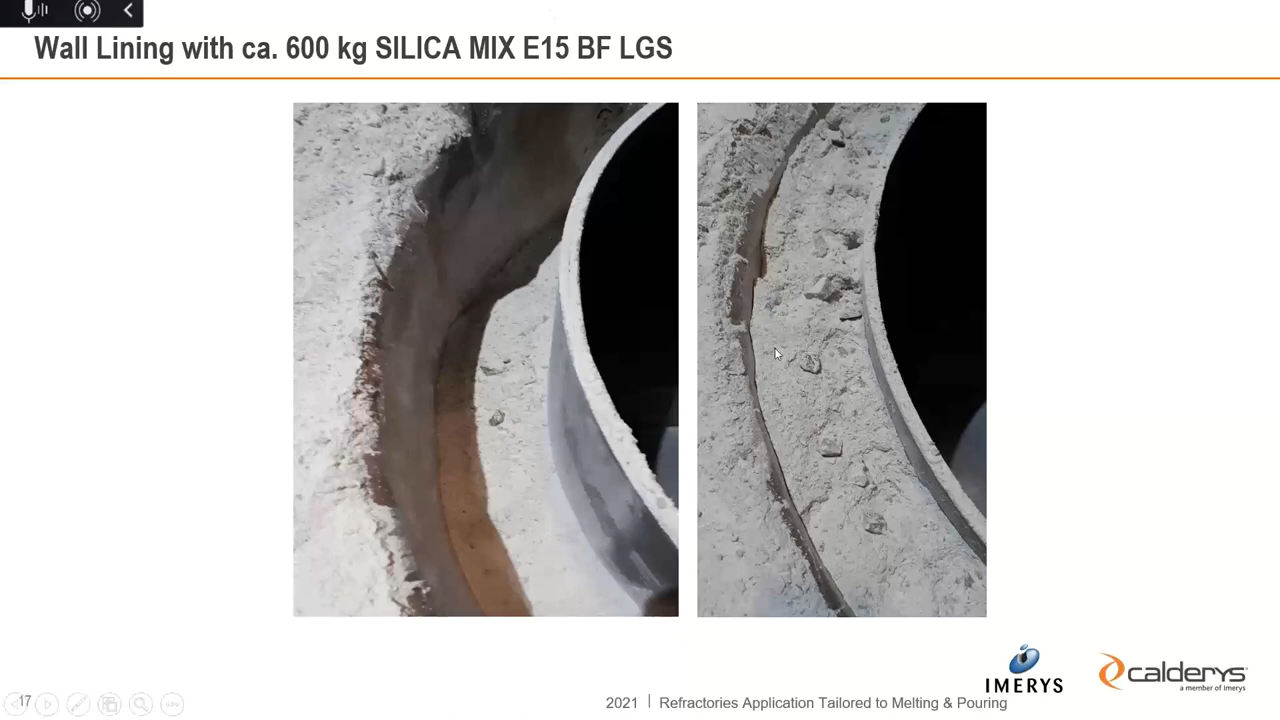 Wall Lining with ca. 600 kg SILICA MIX E15 BF LGS
IMERYS
calderys
a member of Imerys
17
2021 | Refractories Application Tailored to Melting & Pouring